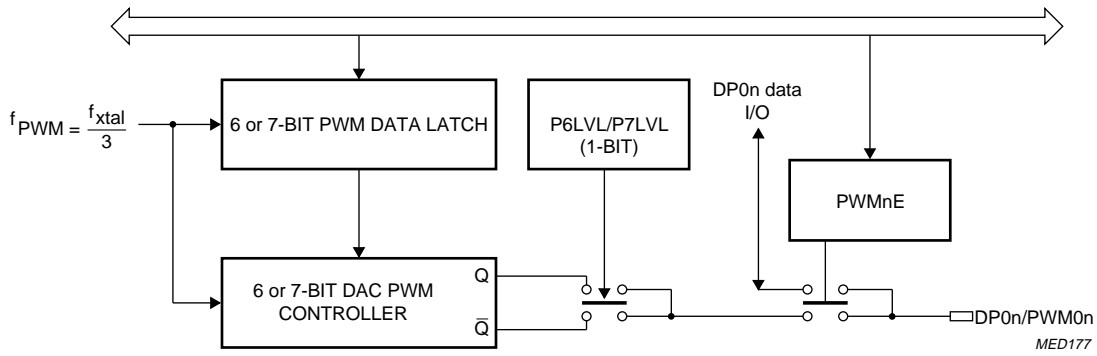 f PWM = f xtal
3
6 or 7-BIT PWM DATA LATCH
P6LVL/P7LVL
(1-BIT)
DP0n data
I/O
PWMnE
6 or 7-BIT DAC PWM
CONTROLLER
Q
Q̅
DP0n/PWM0n
MED177